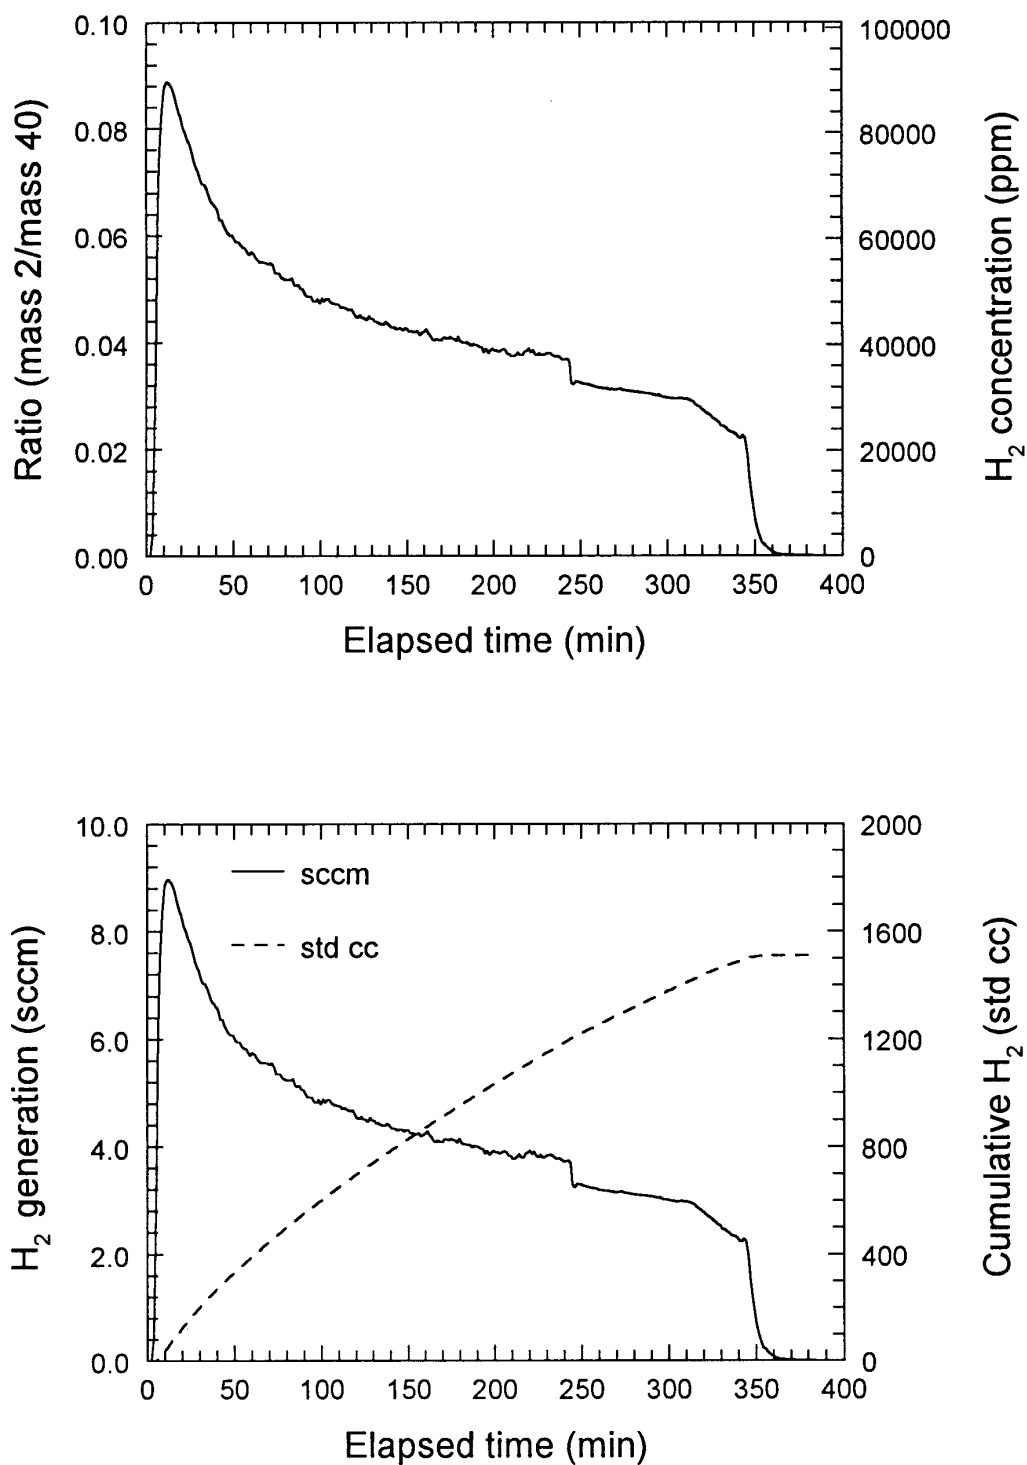 0.10
0.08
0.06
0.04
0.02
0.00
Ratio (mass 2/mass 40)
100000
80000
60000
40000
20000
0
H2 concentration (ppm)
0 50 100 150 200 250 300 350 400
Elapsed time (min)
10.0
8.0
6.0
4.0
2.0
0.0
H2 generation (sccm)
sccm
std cc
2000
1600
1200
800
400
0
Cumulative H2 (std cc)
0 50 100 150 200 250 300 350 400
Elapsed time (min)